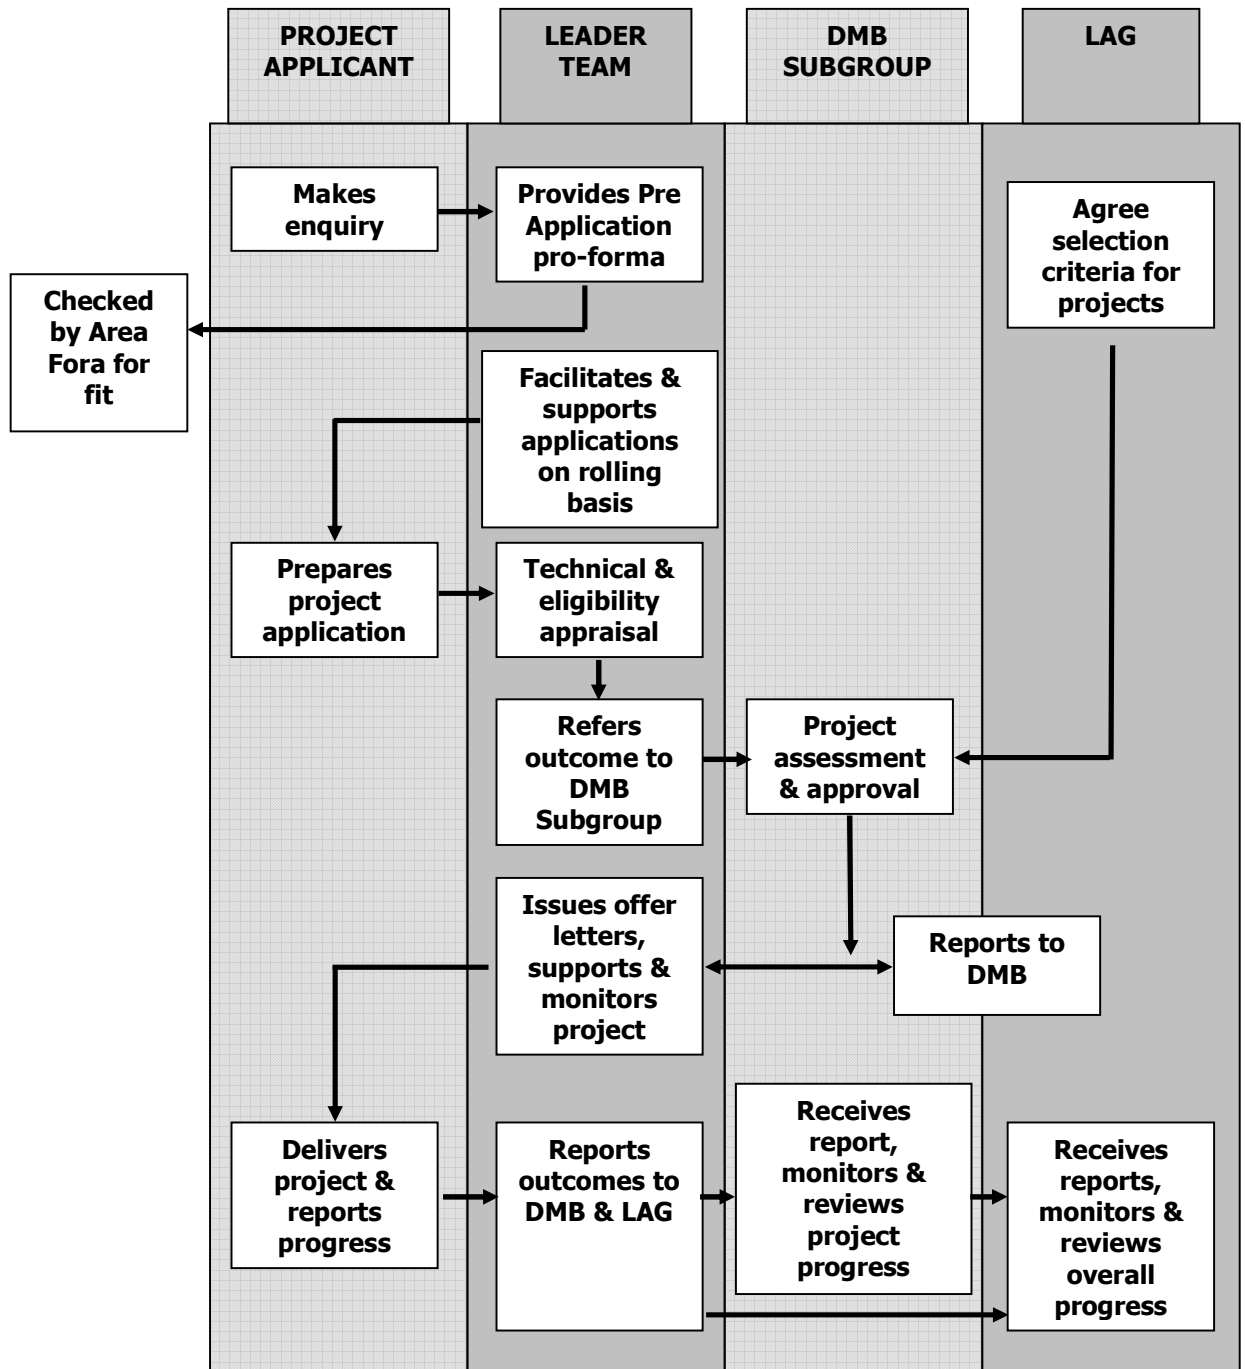 PROJECT
APPLICANT
LEADER
TEAM
DMB
SUBGROUP
LAG
Makes
enquiry
Provides Pre
Application
pro-forma
Agree
selection
criteria for
projects
Checked
by Area
Fora for
fit
Facilitates &
supports
applications
on rolling
basis
Prepares
project
application
Technical &
eligibility
appraisal
Refers
outcome to
DMB
Subgroup
Project
assessment
& approval
Issues offer
letters,
supports &
monitors
project
Reports to
DMB
Delivers
project &
reports
progress
Reports
outcomes to
DMB & LAG
Receives
report,
monitors &
reviews
project
progress
Receives
reports,
monitors &
reviews
overall
progress